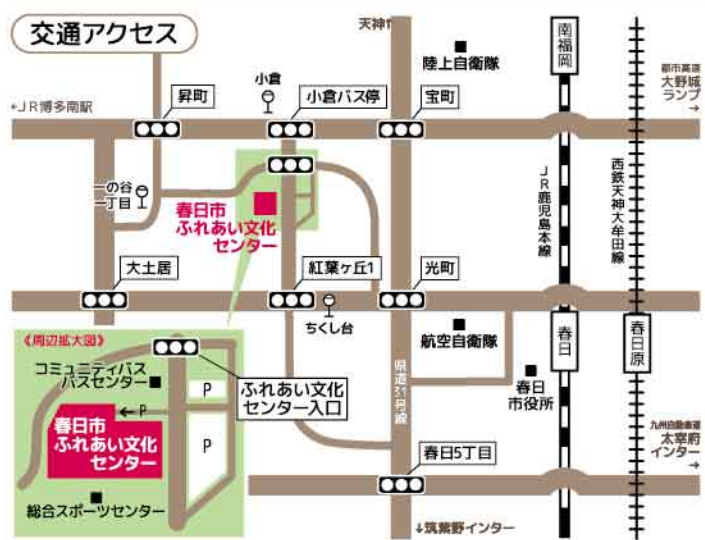 交通アクセス
天神↑
陸上自衛隊
南福岡
都市高速
大野城
ランプ
→
←JR博多南駅
昇町
小倉
小倉バス停
宝町
一の谷
一丁目
春日市
ふれあい文化
センター
JR鹿児島本線
西鉄天神大牟田線
大土居
紅葉ヶ丘1
光町
ちくし台
航空自衛隊
春日
春日原
県道31号線
春日
市役所
《周辺拡大図》
コミュニティバス
バスセンター
P
ふれあい文化
センター入口
←P
春日市
ふれあい文化
センター
P
総合スポーツセンター
春日5丁目
九州自動車道
太宰府
インター
→
↓筑紫野インター